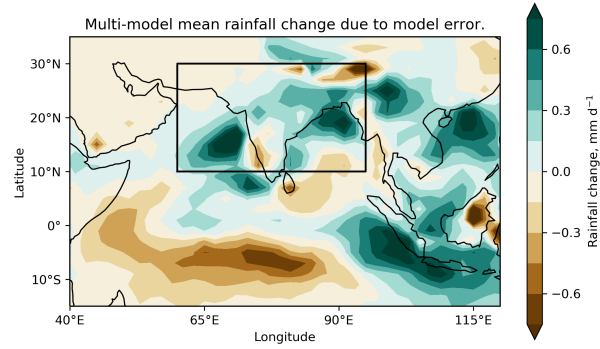 Multi-model mean rainfall change due to model error.
30°N
20°N
10°N
0°
10°S
40°E
65°E
90°E
115°E
Latitude
Longitude
0.6
0.3
0.0
−0.3
−0.6
Rainfall change, mm d⁻¹